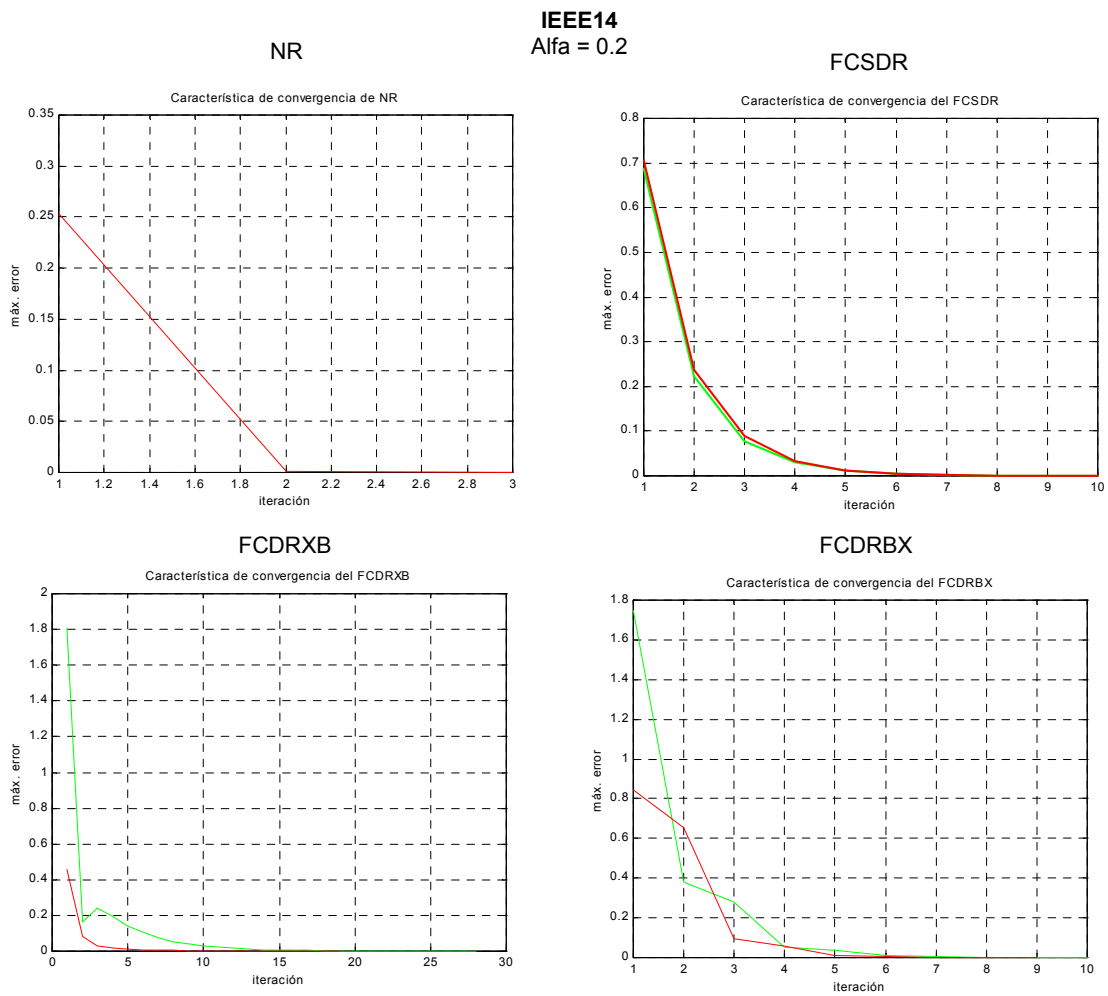 IEEE14
Alfa = 0.2
NR
Característica de convergencia de NR
0.35
0.3
0.25
0.2
0.15
0.1
0.05
0
máx. error
1 1.2 1.4 1.6 1.8 2 2.2 2.4 2.6 2.8 3
iteración
FCSDR
Característica de convergencia del FCSDR
0.8
0.7
0.6
0.5
0.4
0.3
0.2
0.1
0
máx. error
1 2 3 4 5 6 7 8 9 10
iteración
FCDRXB
Característica de convergencia del FCDRXB
2
1.8
1.6
1.4
1.2
1
0.8
0.6
0.4
0.2
0
máx. error
0 5 10 15 20 25 30
iteración
FCDRBX
Característica de convergencia del FCDRBX
1.8
1.6
1.4
1.2
1
0.8
0.6
0.4
0.2
0
máx. error
1 2 3 4 5 6 7 8 9 10
iteración